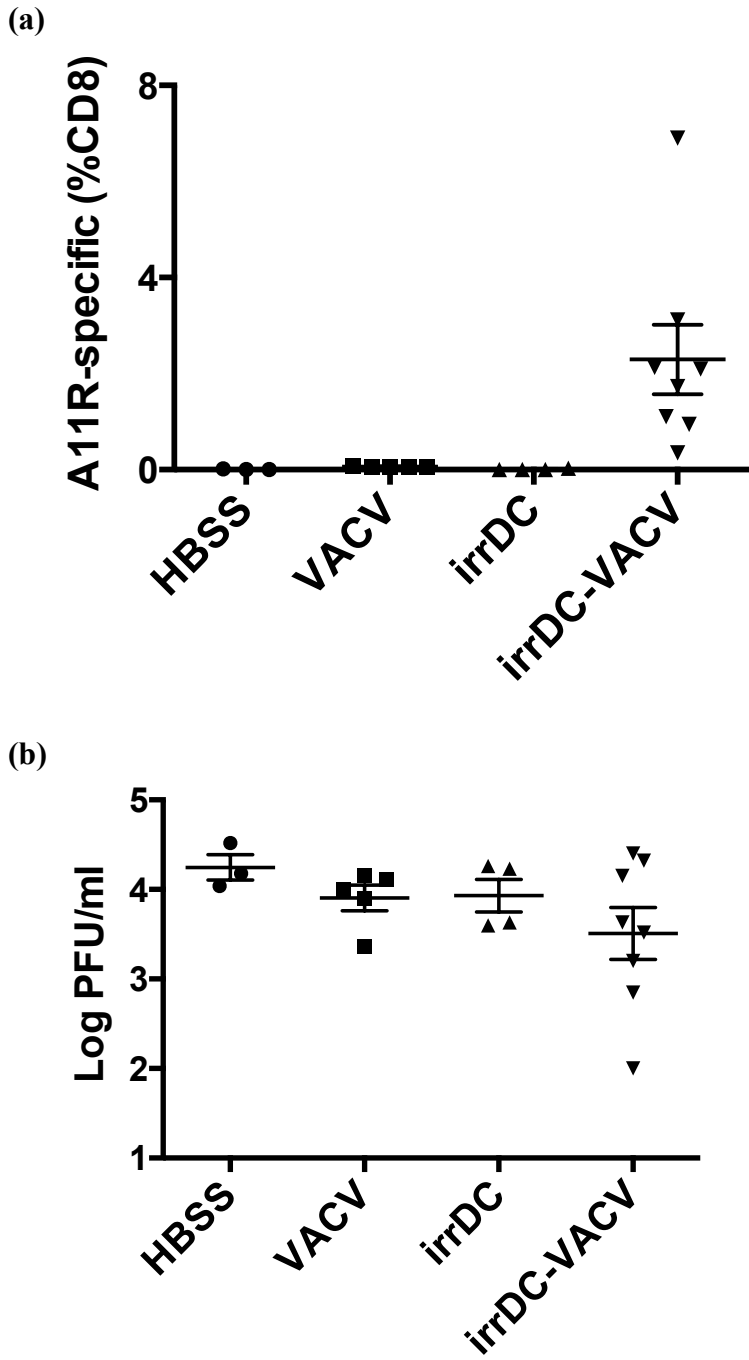 (a)
A11R-specific (%CD8)
8
4
0
HBSS
VACV
irrDC
irrDC-VACV
(b)
Log PFU/ml
5
4
3
2
1
HBSS
VACV
irrDC
irrDC-VACV